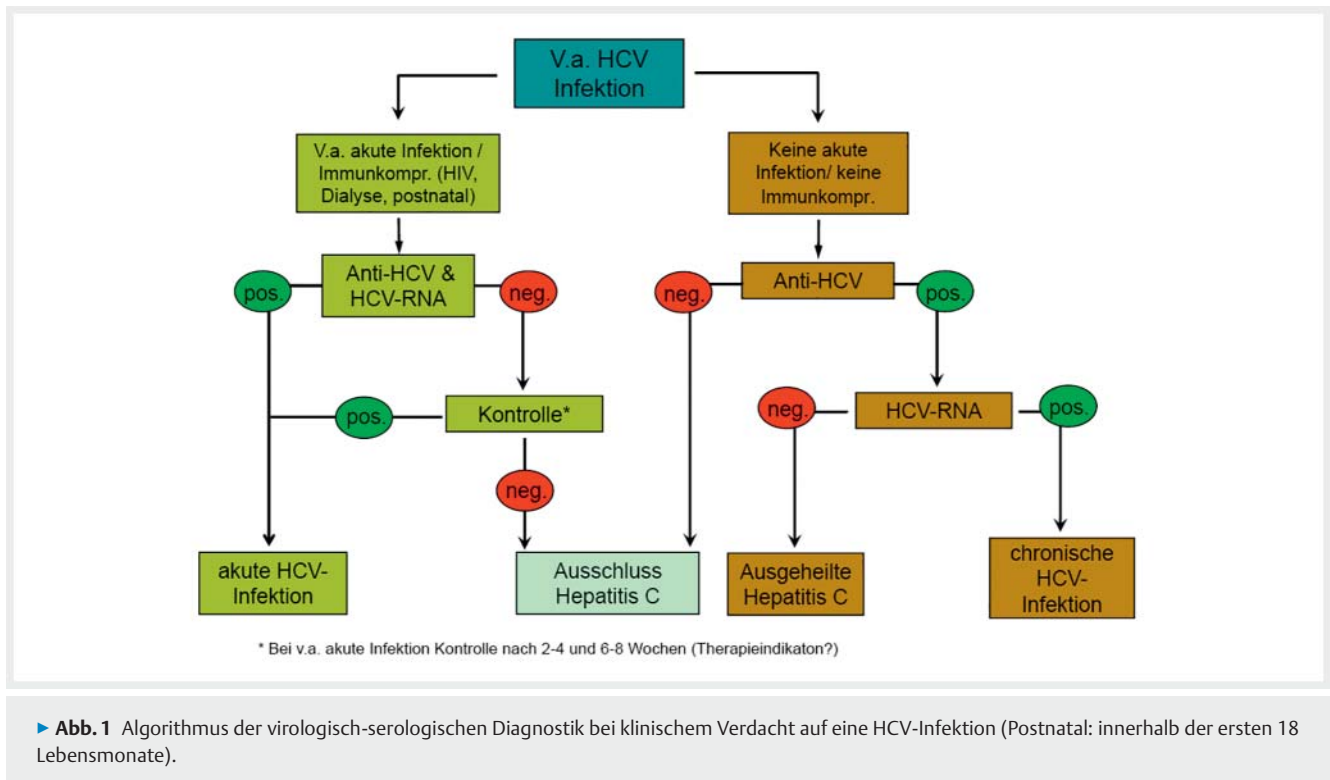 V.a. HCV
Infektion
V.a. akute Infektion /
Immunkompr. (HIV,
Dialyse, postnatal)
Keine akute
Infektion/ keine
Immunkompr.
pos.
Anti-HCV &
HCV-RNA
neg.
neg.
Anti-HCV
pos.
pos.
Kontrolle*
neg.
HCV-RNA
pos.
neg.
akute HCV-
Infektion
Ausschluss
Hepatitis C
Ausgeheilte
Hepatitis C
chronische
HCV-
Infektion
* Bei v.a. akute Infektion Kontrolle nach 2-4 und 6-8 Wochen (Therapieindikaton?)
► Abb. 1 Algorithmus der virologisch-serologischen Diagnostik bei klinischem Verdacht auf eine HCV-Infektion (Postnatal: innerhalb der ersten 18
Lebensmonate).